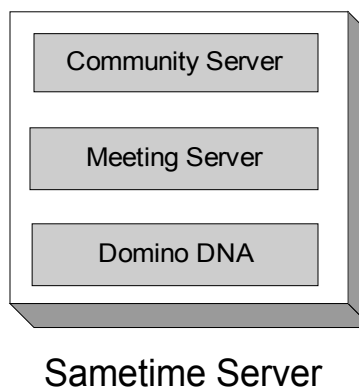 Community Server
Meeting Server
Domino DNA
Sametime Server